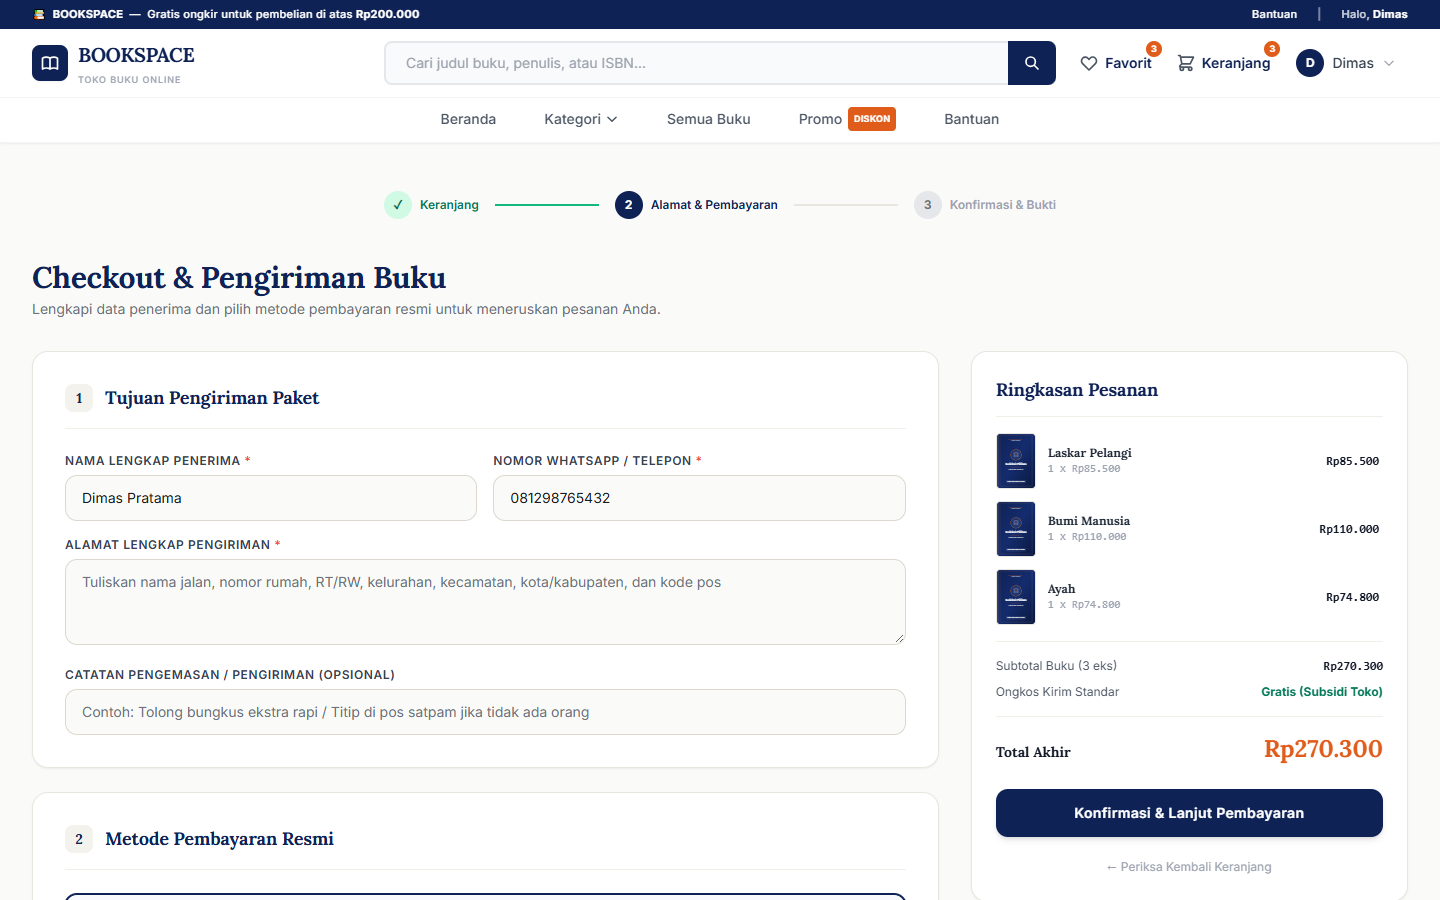 BOOKSPACE — Gratis ongkir untuk pembelian di atas Rp200.000
Bantuan | Halo, Dimas
BOOKSPACE
TOKO BUKU ONLINE
Cari judul buku, penulis, atau ISBN...
Favorit 3
Keranjang 3
D Dimas
Beranda
Kategori
Semua Buku
Promo DISKON
Bantuan
✓ Keranjang
2 Alamat & Pembayaran
3 Konfirmasi & Bukti
Checkout & Pengiriman Buku
Lengkapi data penerima dan pilih metode pembayaran resmi untuk meneruskan pesanan Anda.
1 Tujuan Pengiriman Paket
NAMA LENGKAP PENERIMA *
Dimas Pratama
NOMOR WHATSAPP / TELEPON *
081298765432
ALAMAT LENGKAP PENGIRIMAN *
Tuliskan nama jalan, nomor rumah, RT/RW, kelurahan, kecamatan, kota/kabupaten, dan kode pos
CATATAN PENGEMASAN / PENGIRIMAN (OPSIONAL)
Contoh: Tolong bungkus ekstra rapi / Titip di pos satpam jika tidak ada orang
2 Metode Pembayaran Resmi
Ringkasan Pesanan
Laskar Pelangi
1 x Rp85.500
Rp85.500
Bumi Manusia
1 x Rp110.000
Rp110.000
Ayah
1 x Rp74.800
Rp74.800
Subtotal Buku (3 eks) Rp270.300
Ongkos Kirim Standar Gratis (Subsidi Toko)
Total Akhir Rp270.300
Konfirmasi & Lanjut Pembayaran
← Periksa Kembali Keranjang